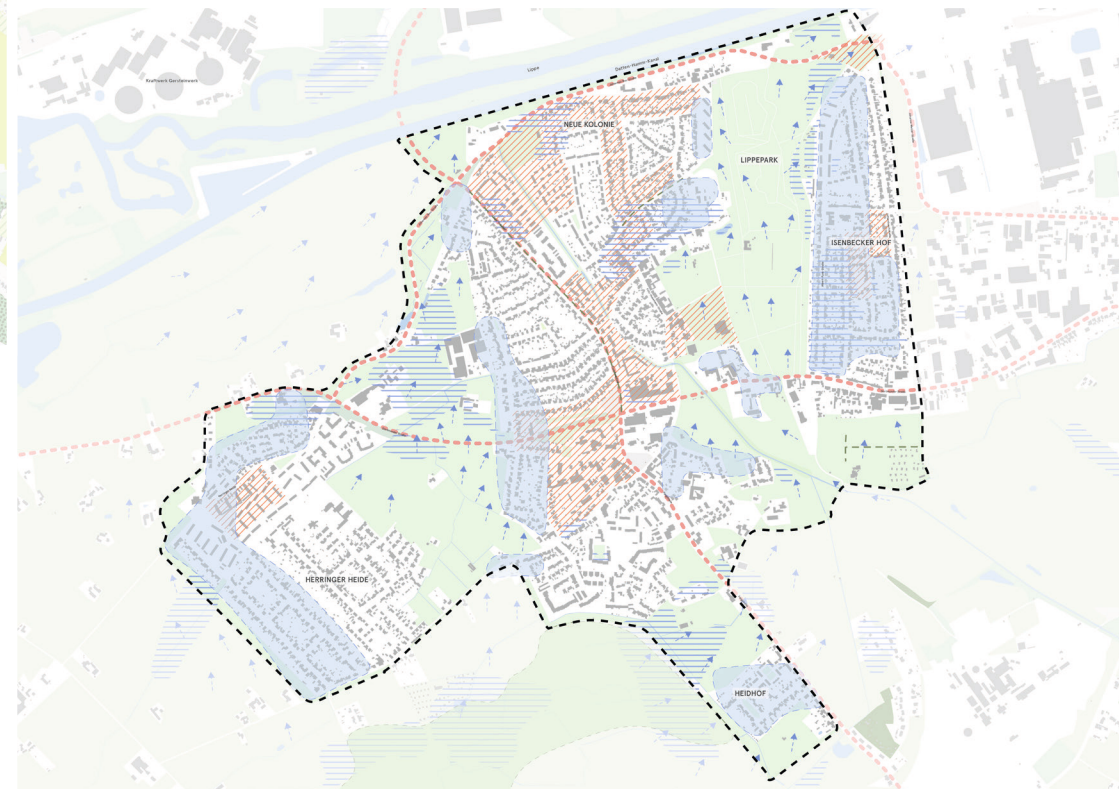 Kraftwerk Gersteinwerk
Lippe
Datteln-Hamm-Kanal
NEUE KOLONIE
LIPPEPARK
ISENBECKER HOF
HERRINGER HEIDE
HEIDHOF